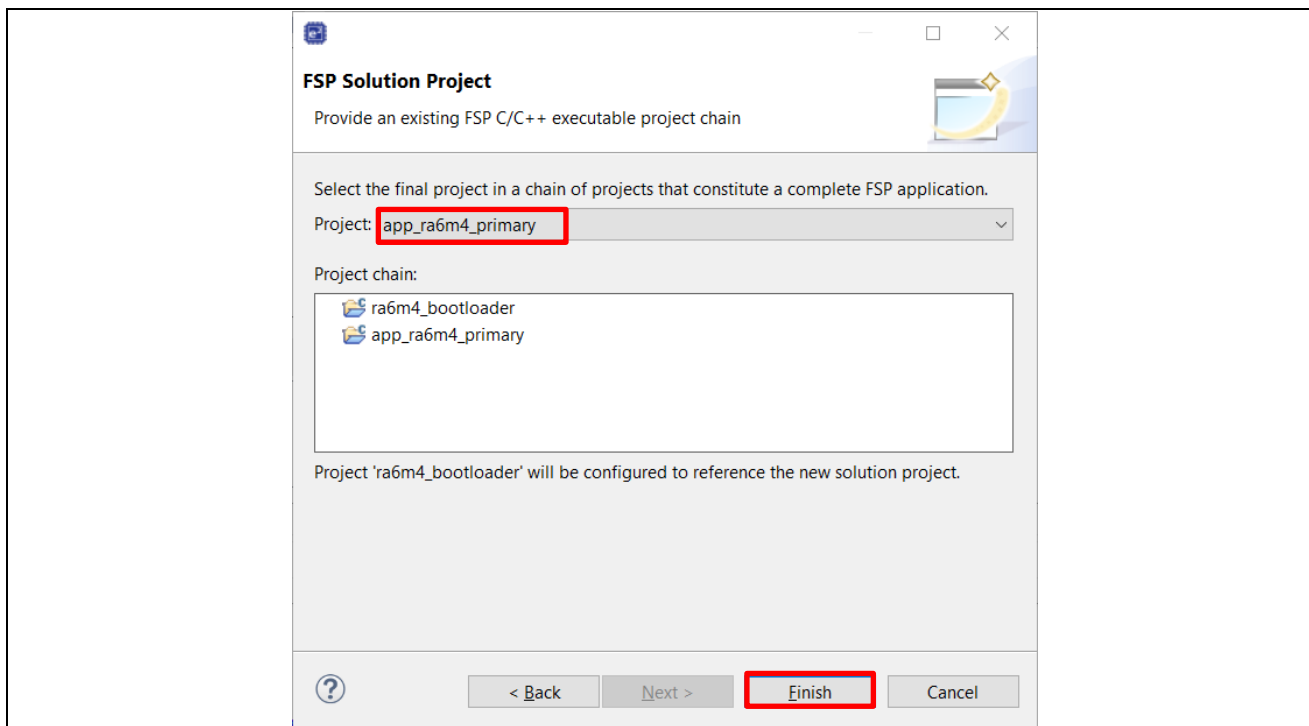 FSP Solution Project
Provide an existing FSP C/C++ executable project chain
Select the final project in a chain of projects that constitute a complete FSP application.
Project: app_ra6m4_primary
Project chain:
ra6m4_bootloader
app_ra6m4_primary
Project 'ra6m4_bootloader' will be configured to reference the new solution project.
? < Back Next > Finish Cancel